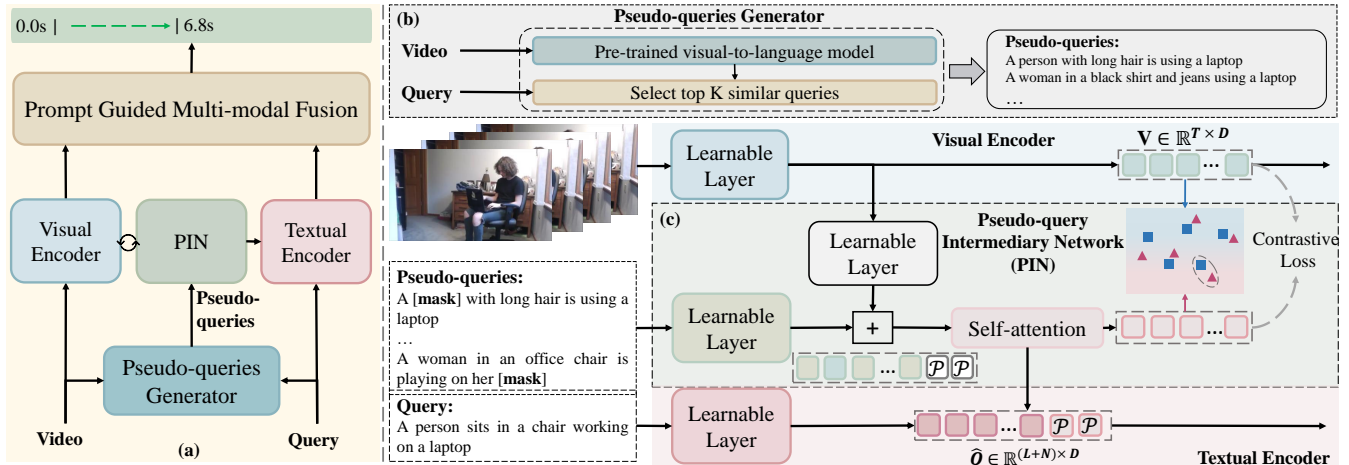 0.0s |
| 6.8s
Prompt Guided Multi-modal Fusion
Visual
Encoder
PIN
Textual
Encoder
Pseudo-
queries
Pseudo-queries
Generator
Video
Query
(a)
(b)
Pseudo-queries Generator
Video
Pre-trained visual-to-language model
Query
Select top K similar queries
Pseudo-queries:
A person with long hair is using a laptop
A woman in a black shirt and jeans using a laptop
...
Learnable
Layer
Visual Encoder
V ∈ ℝ^{T × D}
...
(c)
Learnable
Layer
Pseudo-query
Intermediary Network
(PIN)
Contrastive
Loss
Pseudo-queries:
A [mask] with long hair is using a
laptop
...
A woman in an office chair is
playing on her [mask]
Learnable
Layer
+
Self-attention
...
... 𝒫 𝒫
Query:
A person sits in a chair working
on a laptop
Learnable
Layer
... 𝒫 𝒫
Ô ∈ ℝ^{(L+N) × D}
Textual Encoder